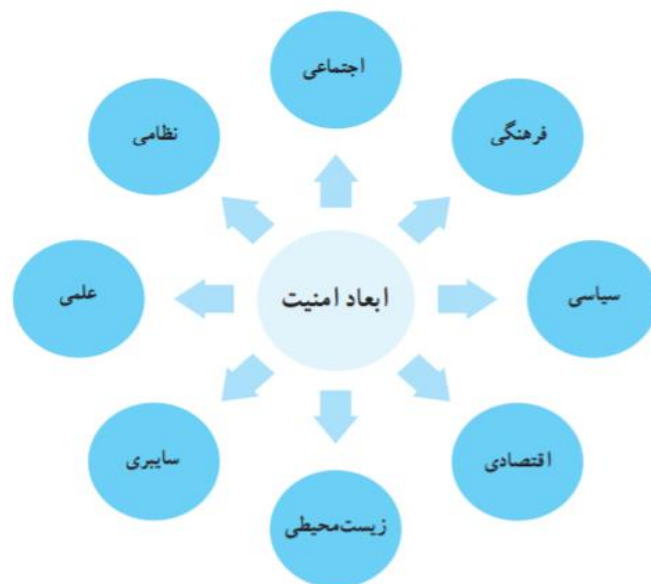 اجتماعی
فرهنگی
نظامی
سیاسی
ابعاد امنیت
علمی
اقتصادی
سایبری
زیست‌محیطی